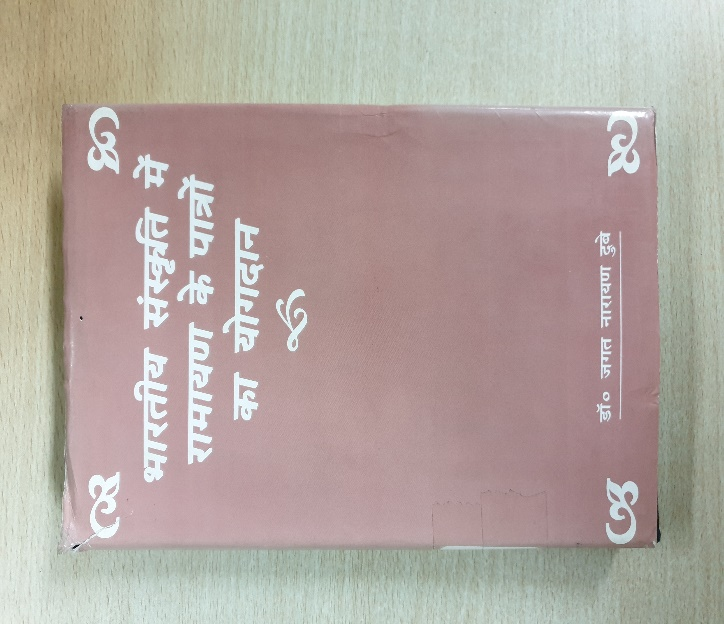 भारतीय संस्कृति में
रामायण के पात्रों
का योगदान
डॉ० जगत नारायण दुबे